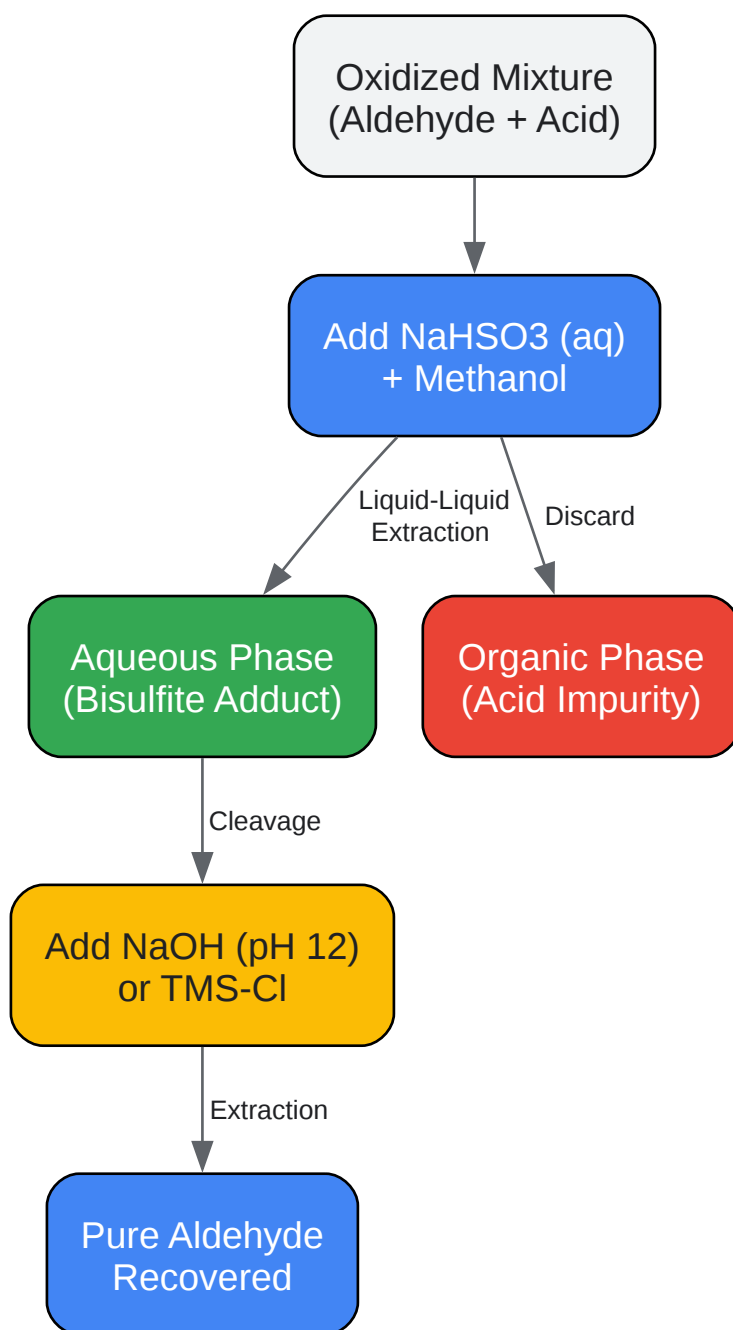 Oxidized Mixture
(Aldehyde + Acid)
Add NaHSO3 (aq)
+ Methanol
Liquid-Liquid
Extraction
Discard
Aqueous Phase
(Bisulfite Adduct)
Organic Phase
(Acid Impurity)
Cleavage
Add NaOH (pH 12)
or TMS-Cl
Extraction
Pure Aldehyde
Recovered